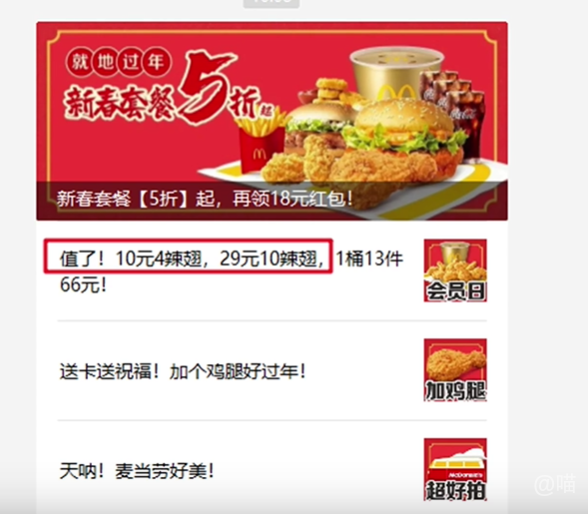 就地过年
新春套餐5折起
新春套餐【5折】起，再领18元红包！
值了！10元4辣翅，29元10辣翅，1桶13件
66元！
会员日
送卡送祝福！加个鸡腿好过年！
加鸡腿
天呐！麦当劳好美！
McDonald's
超好拍
@喵